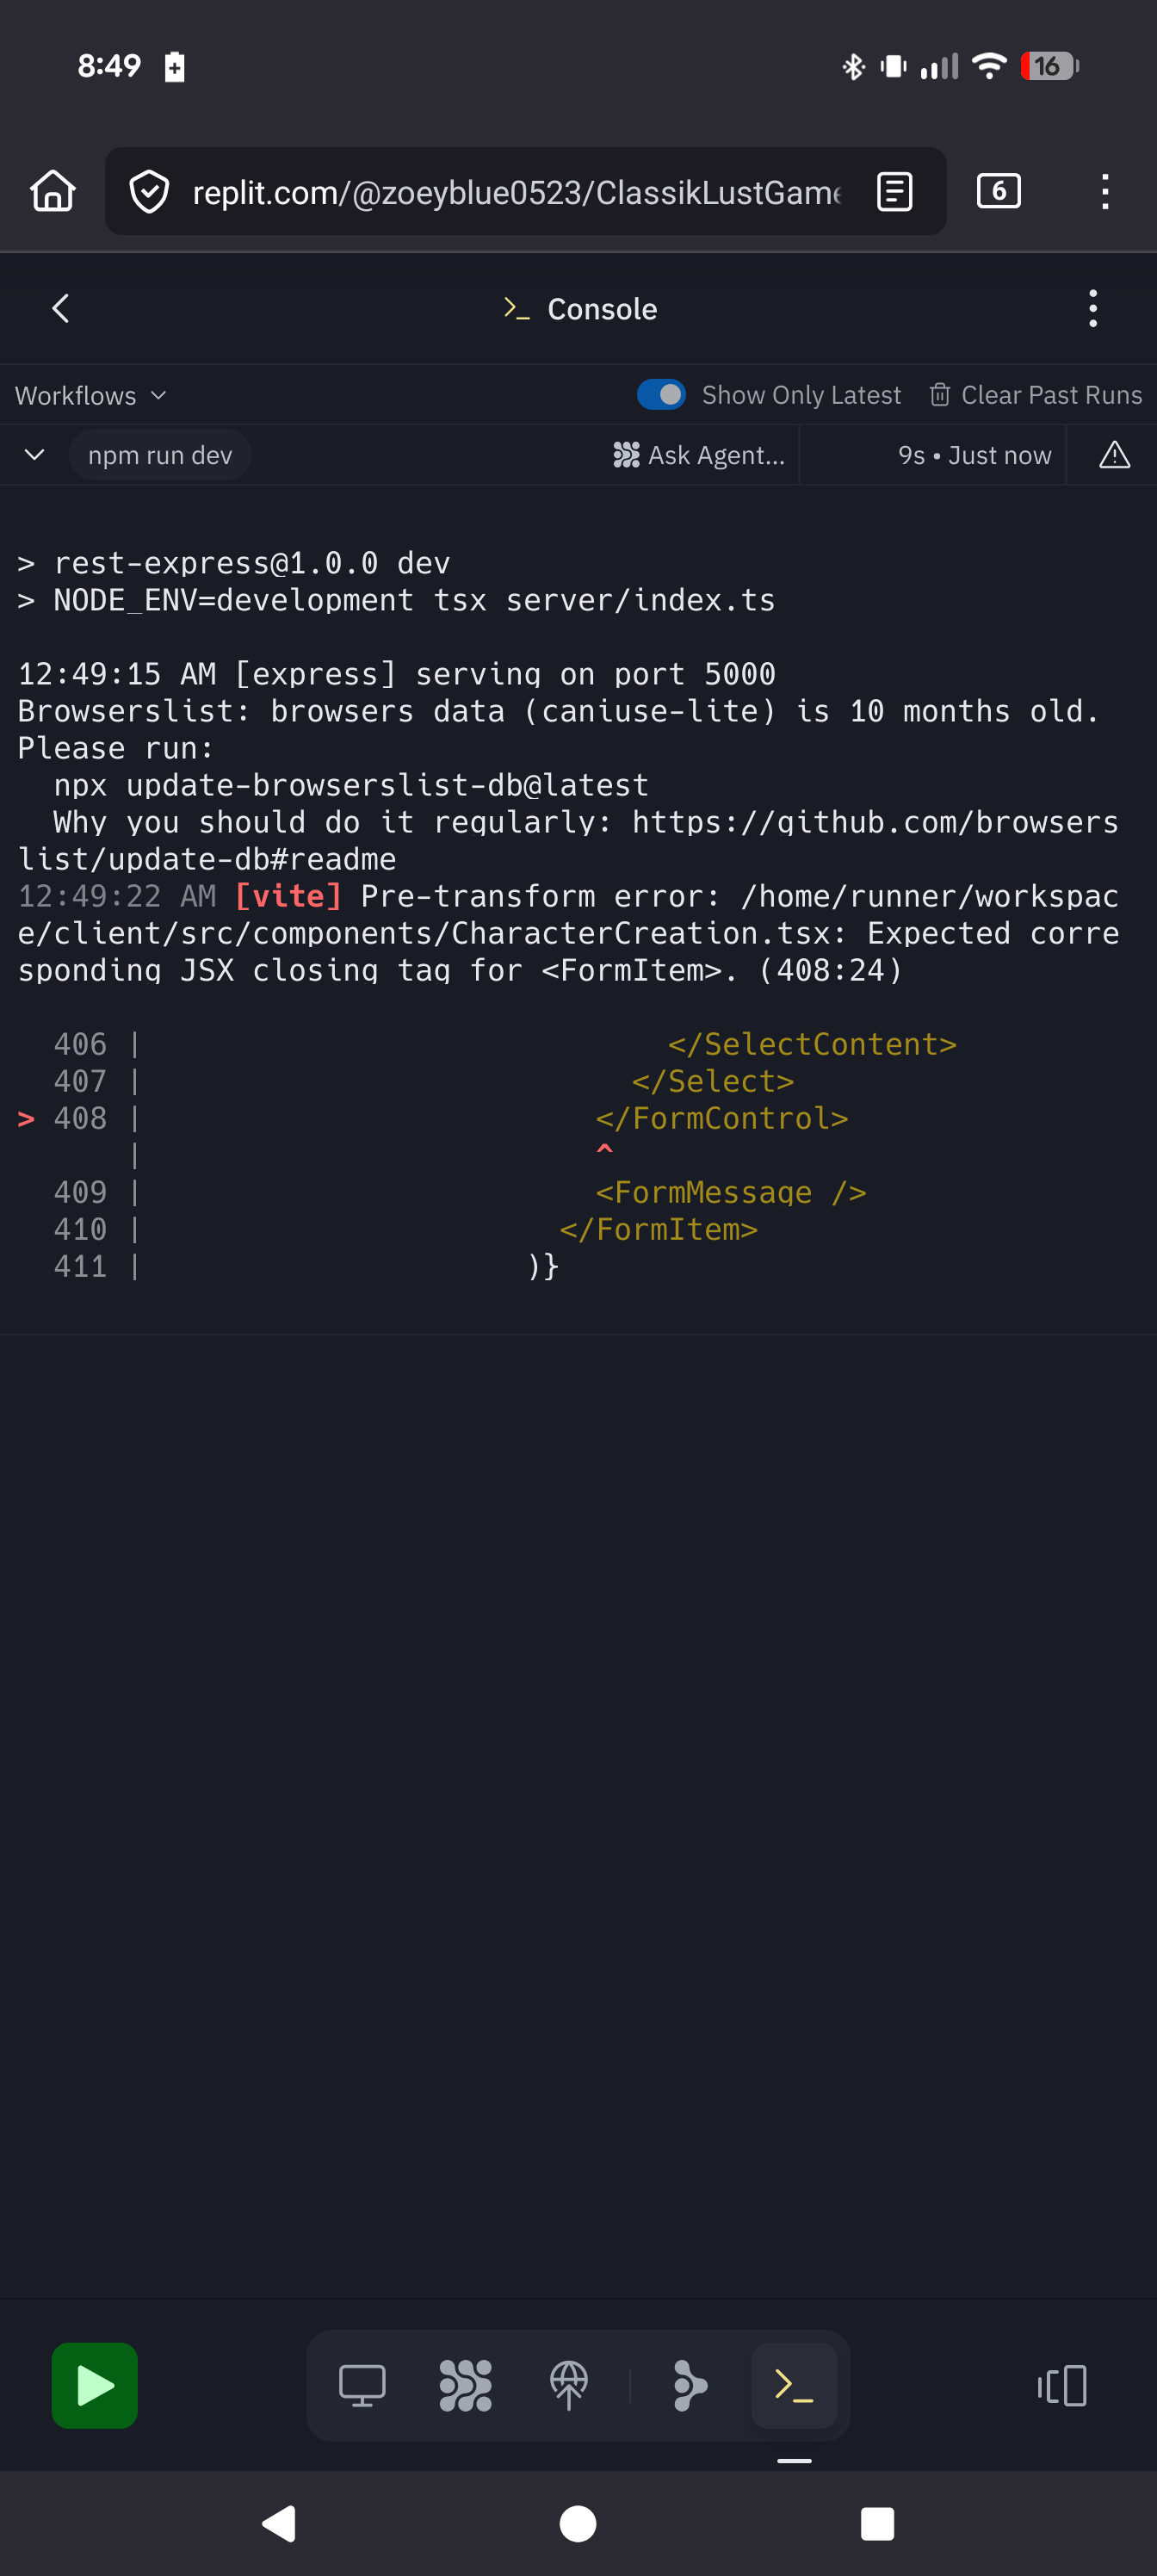 8:49
16
replit.com/@zoeyblue0523/ClassikLustGame
6
>_ Console
Workflows
Show Only Latest
Clear Past Runs
npm run dev
Ask Agent...
9s • Just now
> rest-express@1.0.0 dev
> NODE_ENV=development tsx server/index.ts
12:49:15 AM [express] serving on port 5000
Browserslist: browsers data (caniuse-lite) is 10 months old.
Please run:
npx update-browserslist-db@latest
Why you should do it regularly: https://github.com/browsers
list/update-db#readme
12:49:22 AM [vite] Pre-transform error: /home/runner/workspac
e/client/src/components/CharacterCreation.tsx: Expected corre
sponding JSX closing tag for <FormItem>. (408:24)
406 | </SelectContent>
407 | </Select>
> 408 | </FormControl>
| ^
409 | <FormMessage />
410 | </FormItem>
411 | )}